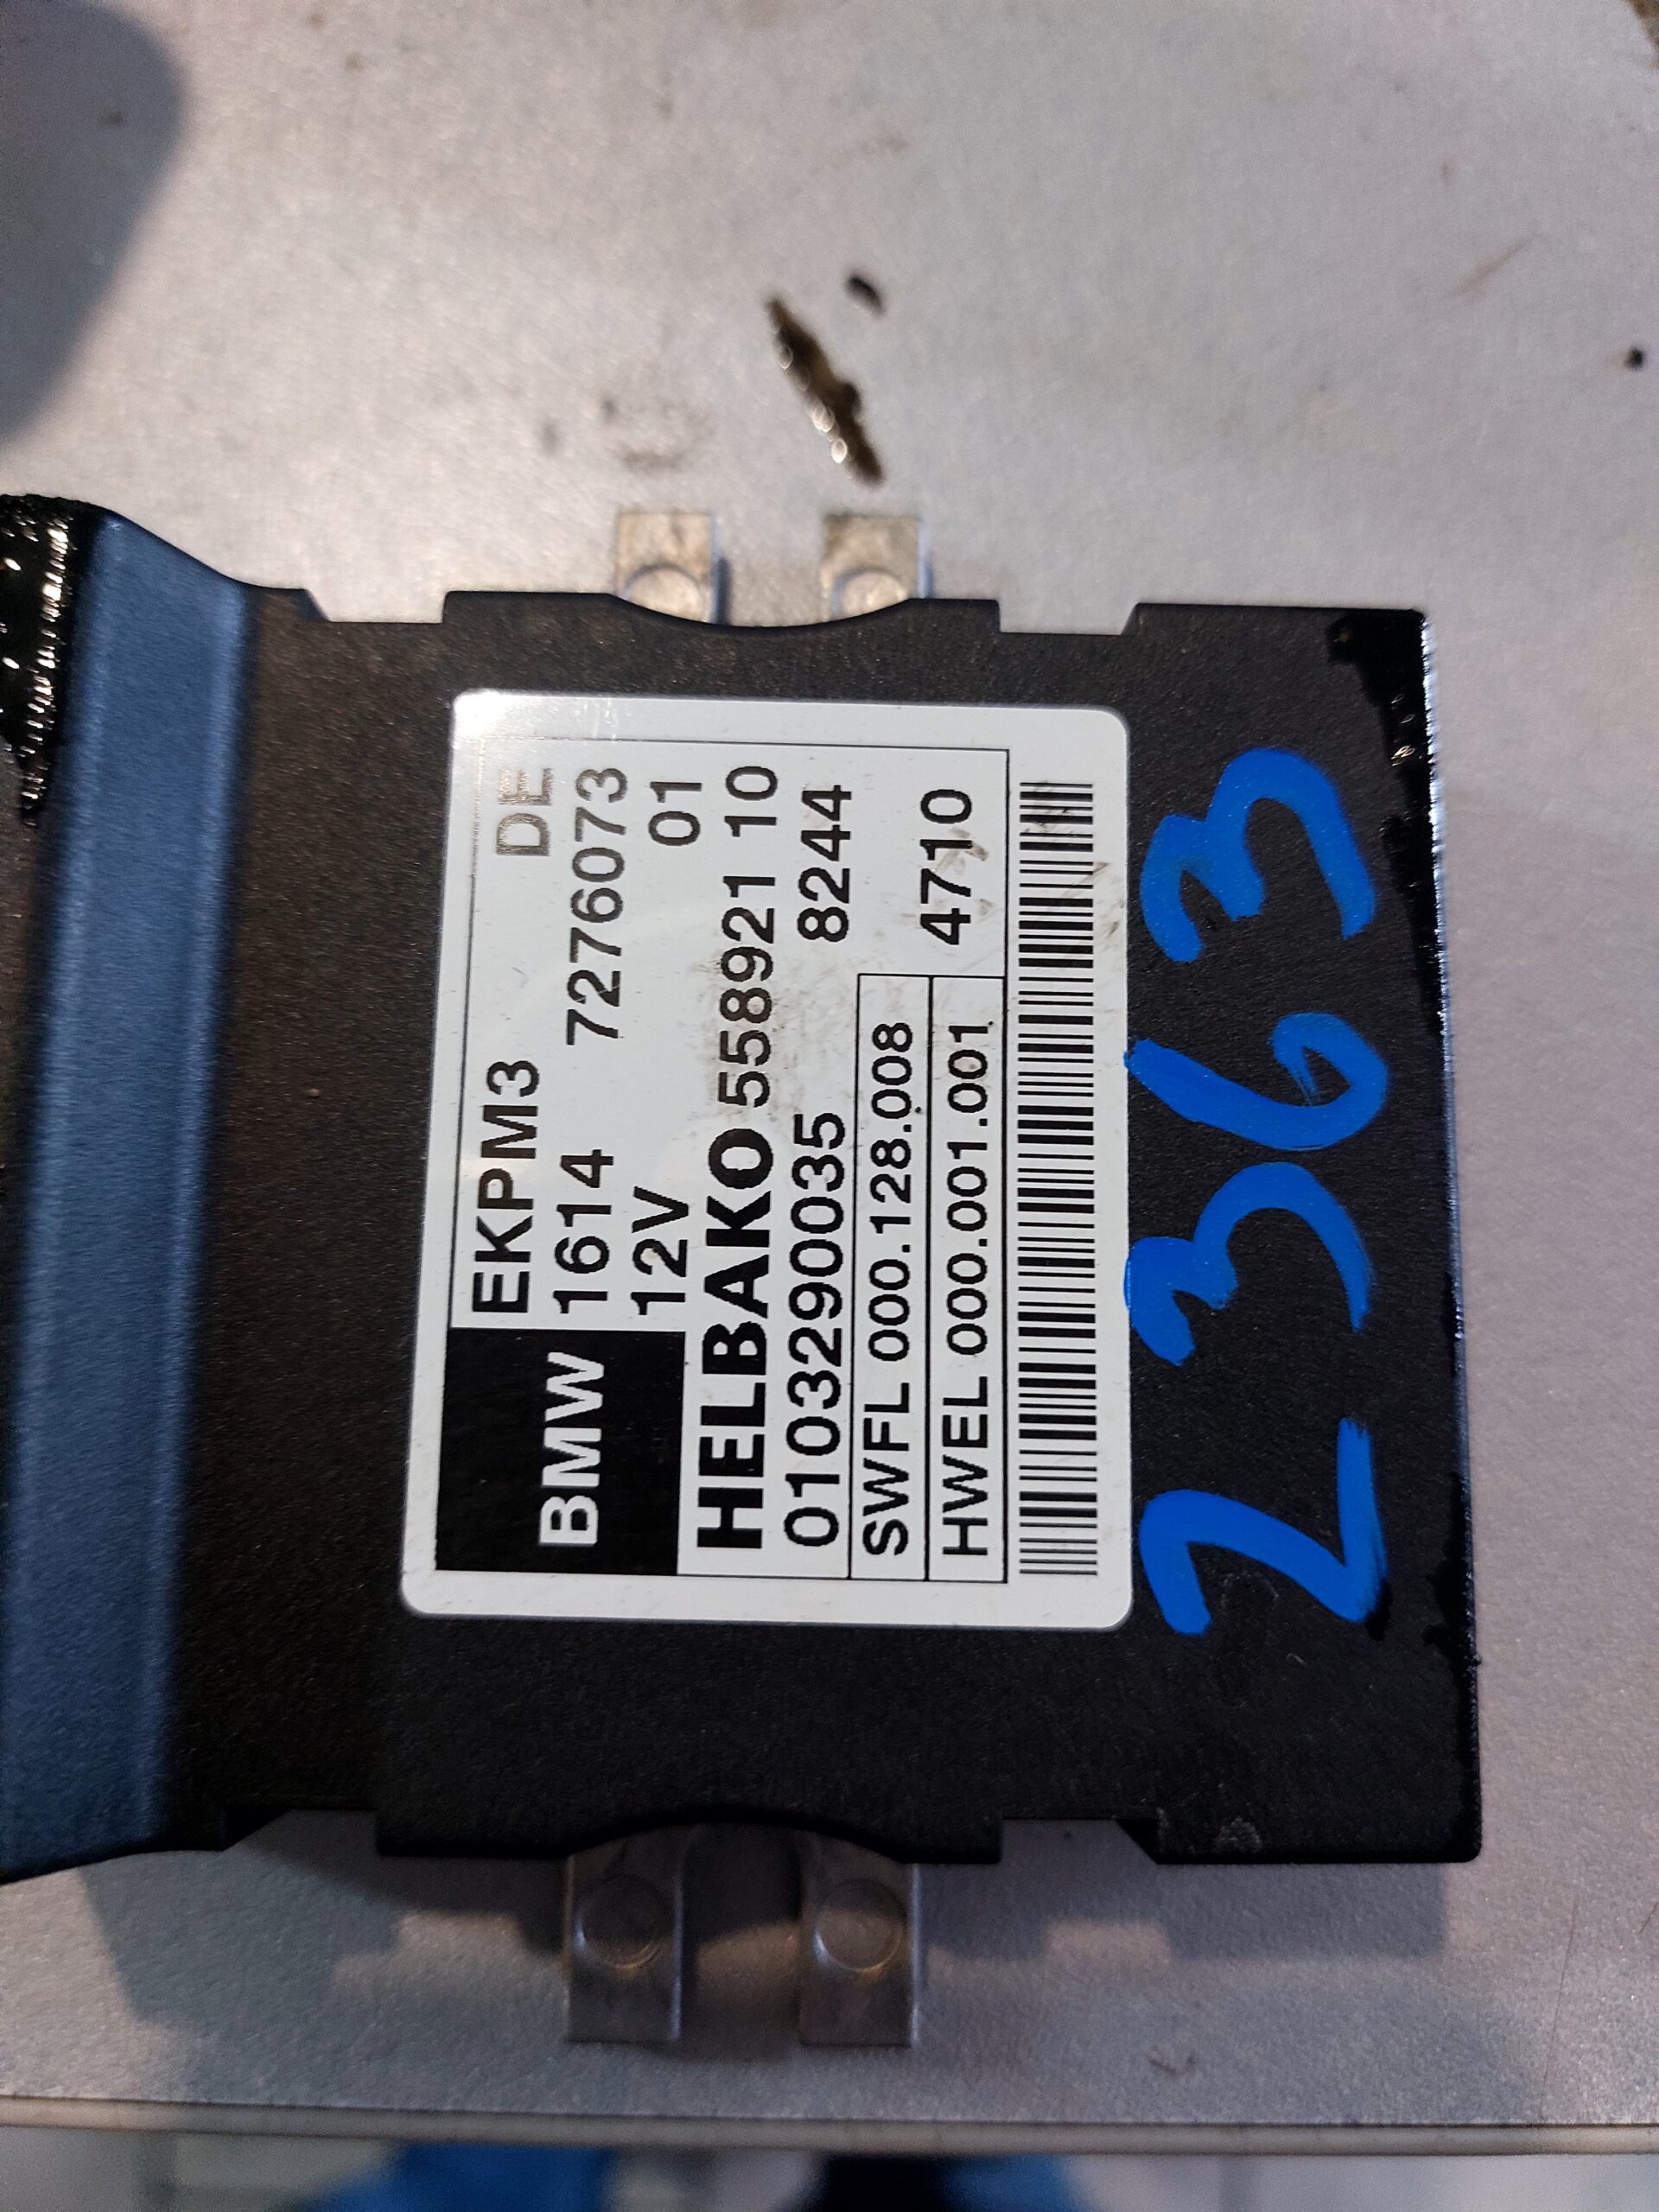 EKPM3 DE
BMW 1614 7276073
12V 01
HELBAKO 558921 10
0103290035 8244
SWFL 000.128.008
HWEL 000.001.001 4710
2363